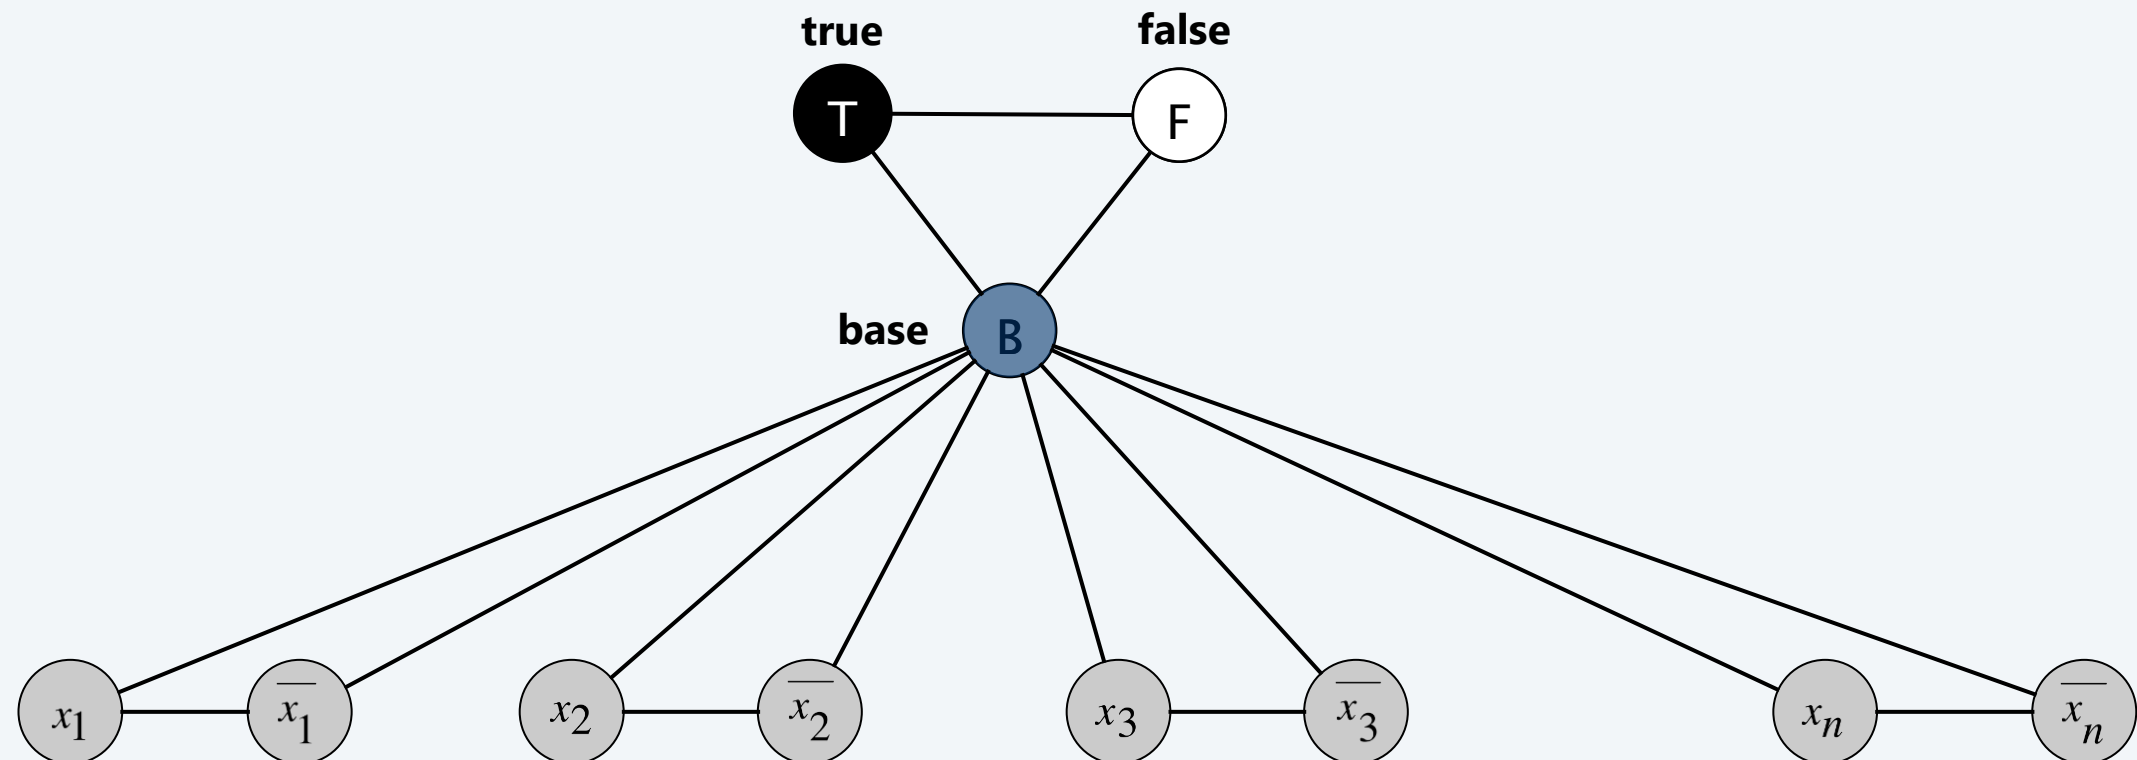 true false
T F
base B
x₁ x̅₁ x₂ x̅₂ x₃ x̅₃ xₙ x̅ₙ